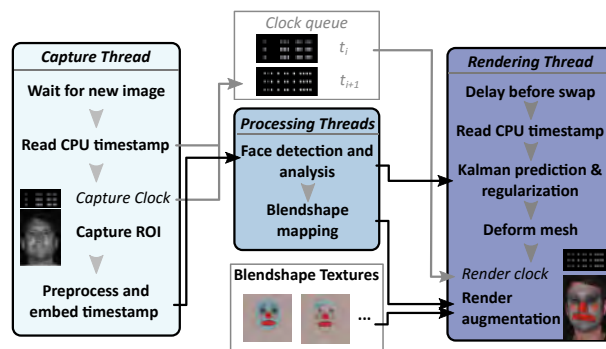 Capture Thread
Wait for new image
Read CPU timestamp
Capture Clock
Capture ROI
Preprocess and
embed timestamp
Clock queue
t_i
t_{i+1}
Processing Threads
Face detection and
analysis
Blendshape
mapping
Blendshape Textures
...
Rendering Thread
Delay before swap
Read CPU timestamp
Kalman prediction &
regularization
Deform mesh
Render clock
Render
augmentation